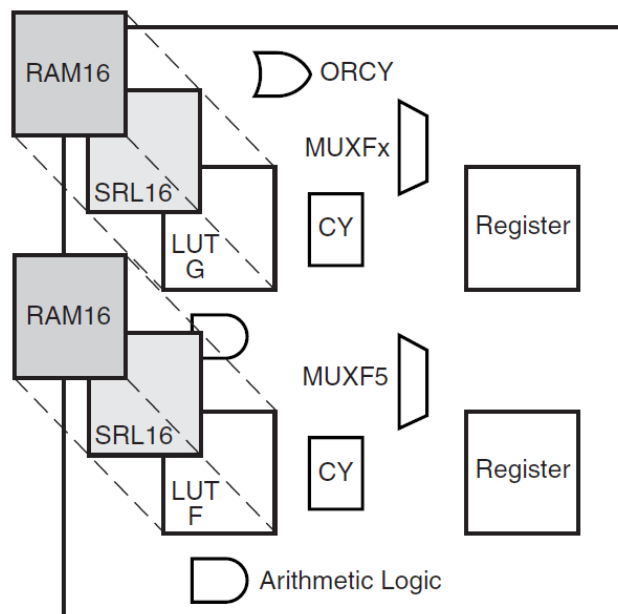 RAM16
ORCY
MUXFx
SRL16
CY
Register
LUT
G
RAM16
MUXF5
SRL16
CY
Register
LUT
F
Arithmetic Logic